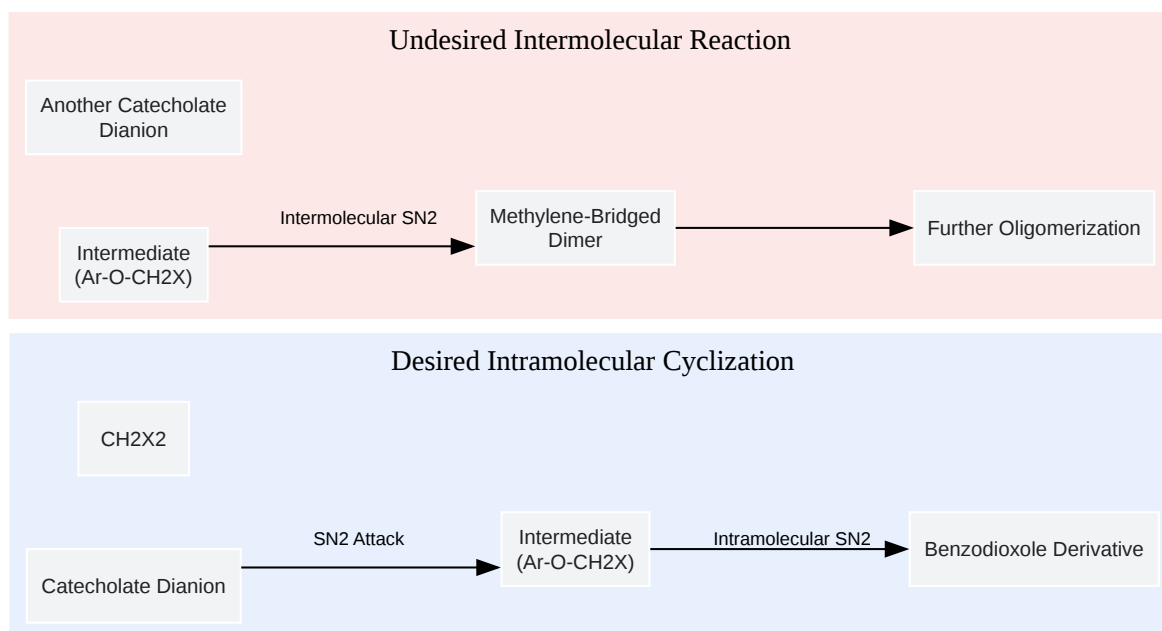 Undesired Intermolecular Reaction
Another Catecholate
Dianion
Intermediate
(Ar-O-CH2X)
Intermolecular SN2
Methylene-Bridged
Dimer
Further Oligomerization
Desired Intramolecular Cyclization
CH2X2
Catecholate Dianion
SN2 Attack
Intermediate
(Ar-O-CH2X)
Intramolecular SN2
Benzodioxole Derivative